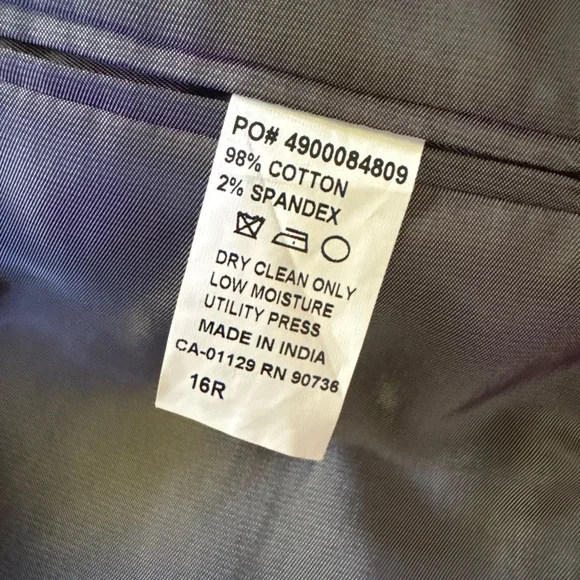 PO# 4900084809
98% COTTON
2% SPANDEX
DRY CLEAN ONLY
LOW MOISTURE
UTILITY PRESS
MADE IN INDIA
CA-01129 RN 90736
16R